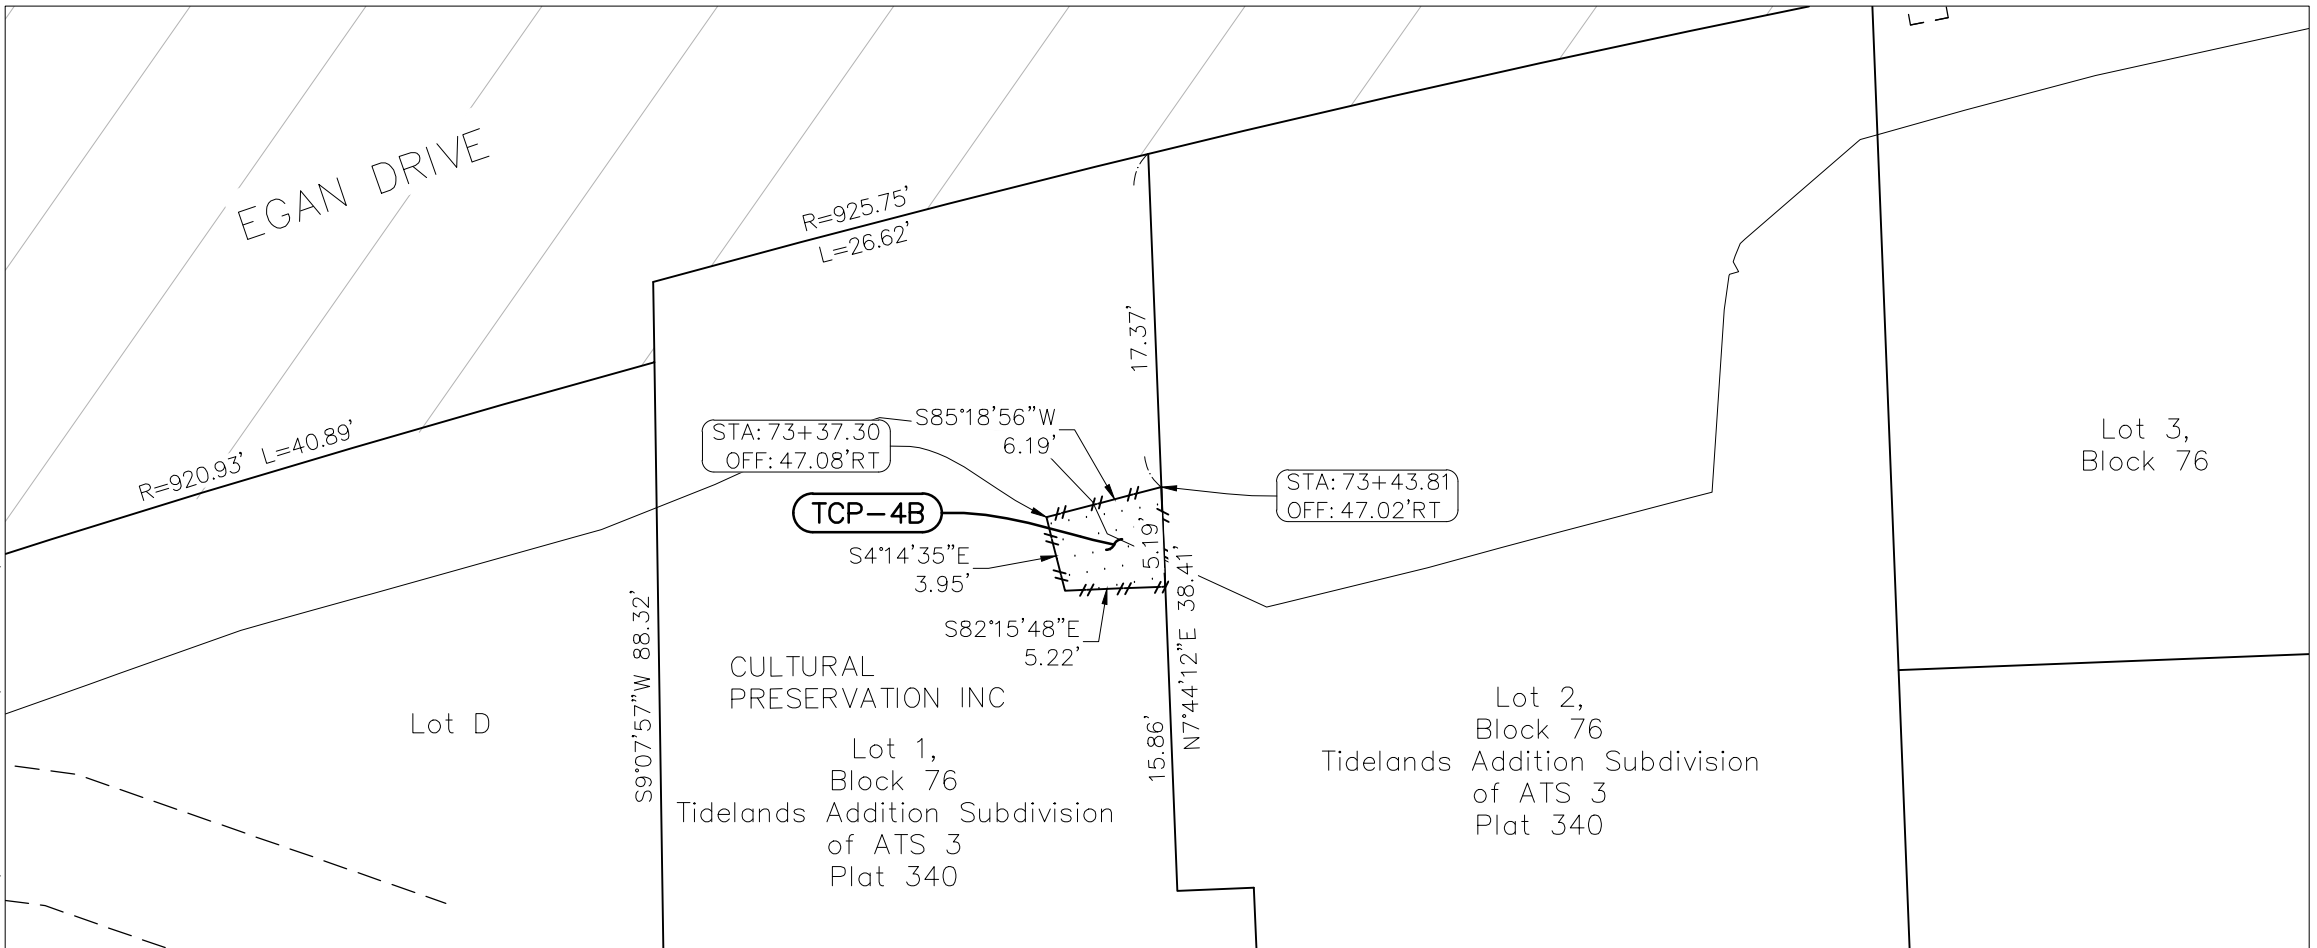 EGAN DRIVE
R=925.75'
L=26.62'
17.37'
R=920.93' L=40.89'
STA: 73+37.30
OFF: 47.08'RT
S85°18'56"W
6.19'
STA: 73+43.81
OFF: 47.02'RT
TCP-4B
S4°14'35"E
3.95'
5.19'
S82°15'48"E
5.22'
N7°44'12"E 38.41'
15.86'
S9°07'57"W 88.32'
CULTURAL
PRESERVATION INC
Lot D
Lot 1,
Block 76
Tidelands Addition Subdivision
of ATS 3
Plat 340
Lot 2,
Block 76
Tidelands Addition Subdivision
of ATS 3
Plat 340
Lot 3,
Block 76